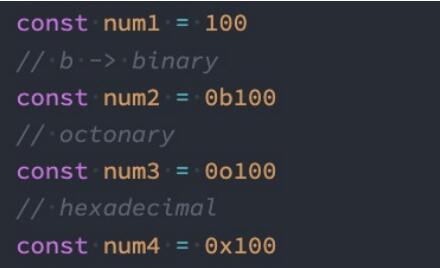 const num1 = 100
// b -> binary
const num2 = 0b100
// octonary
const num3 = 0o100
// hexadecimal
const num4 = 0x100